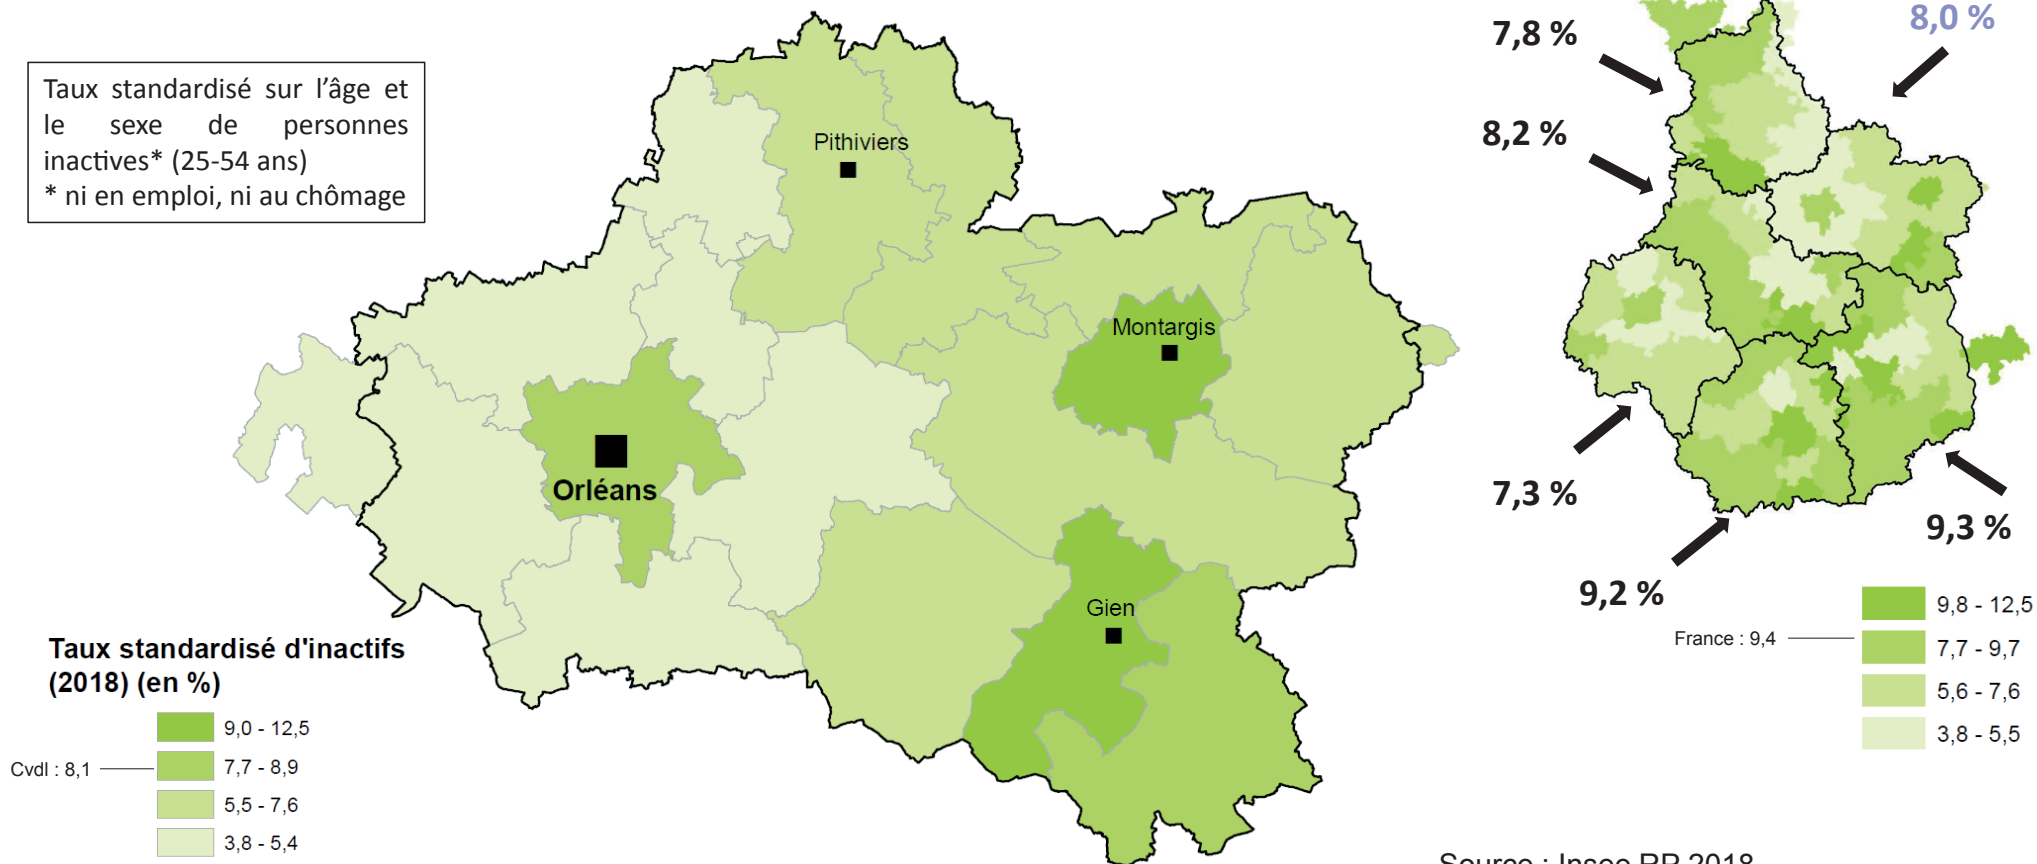 Taux standardisé sur l'âge et
le sexe de personnes
inactives* (25-54 ans)
* ni en emploi, ni au chômage
Pithiviers
Montargis
Orléans
Gien
Taux standardisé d'inactifs
(2018) (en %)
9,0 - 12,5
Cvdl : 8,1
7,7 - 8,9
5,5 - 7,6
3,8 - 5,4
7,8 %
8,0 %
8,2 %
7,3 %
9,3 %
9,2 %
9,8 - 12,5
France : 9,4
7,7 - 9,7
5,6 - 7,6
3,8 - 5,5
Source : Insee RP 2018